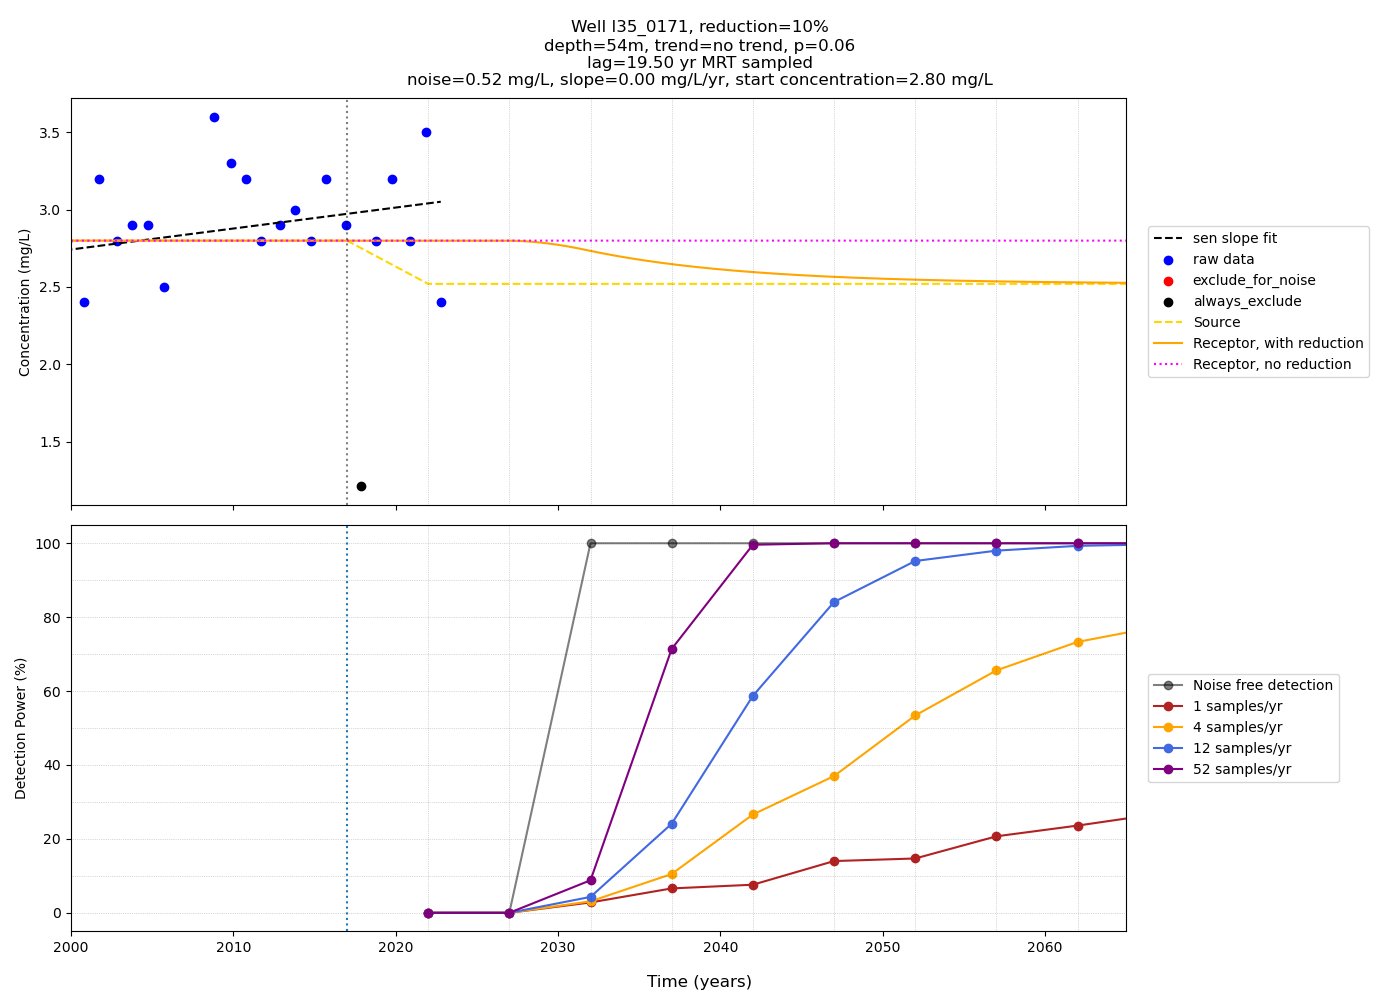 Well l35_0171, reduction=10%
depth=54m, trend=no trend, p=0.06
lag=19.50 yr MRT sampled
noise=0.52 mg/L, slope=0.00 mg/L/yr, start concentration=2.80 mg/L
Concentration (mg/L)
3.5
3.0
2.5
2.0
1.5
sen slope fit
raw data
exclude_for_noise
always_exclude
Source
Receptor, with reduction
Receptor, no reduction
Detection Power (%)
100
80
60
40
20
0
2000
2010
2020
2030
2040
2050
2060
Time (years)
Noise free detection
1 samples/yr
4 samples/yr
12 samples/yr
52 samples/yr